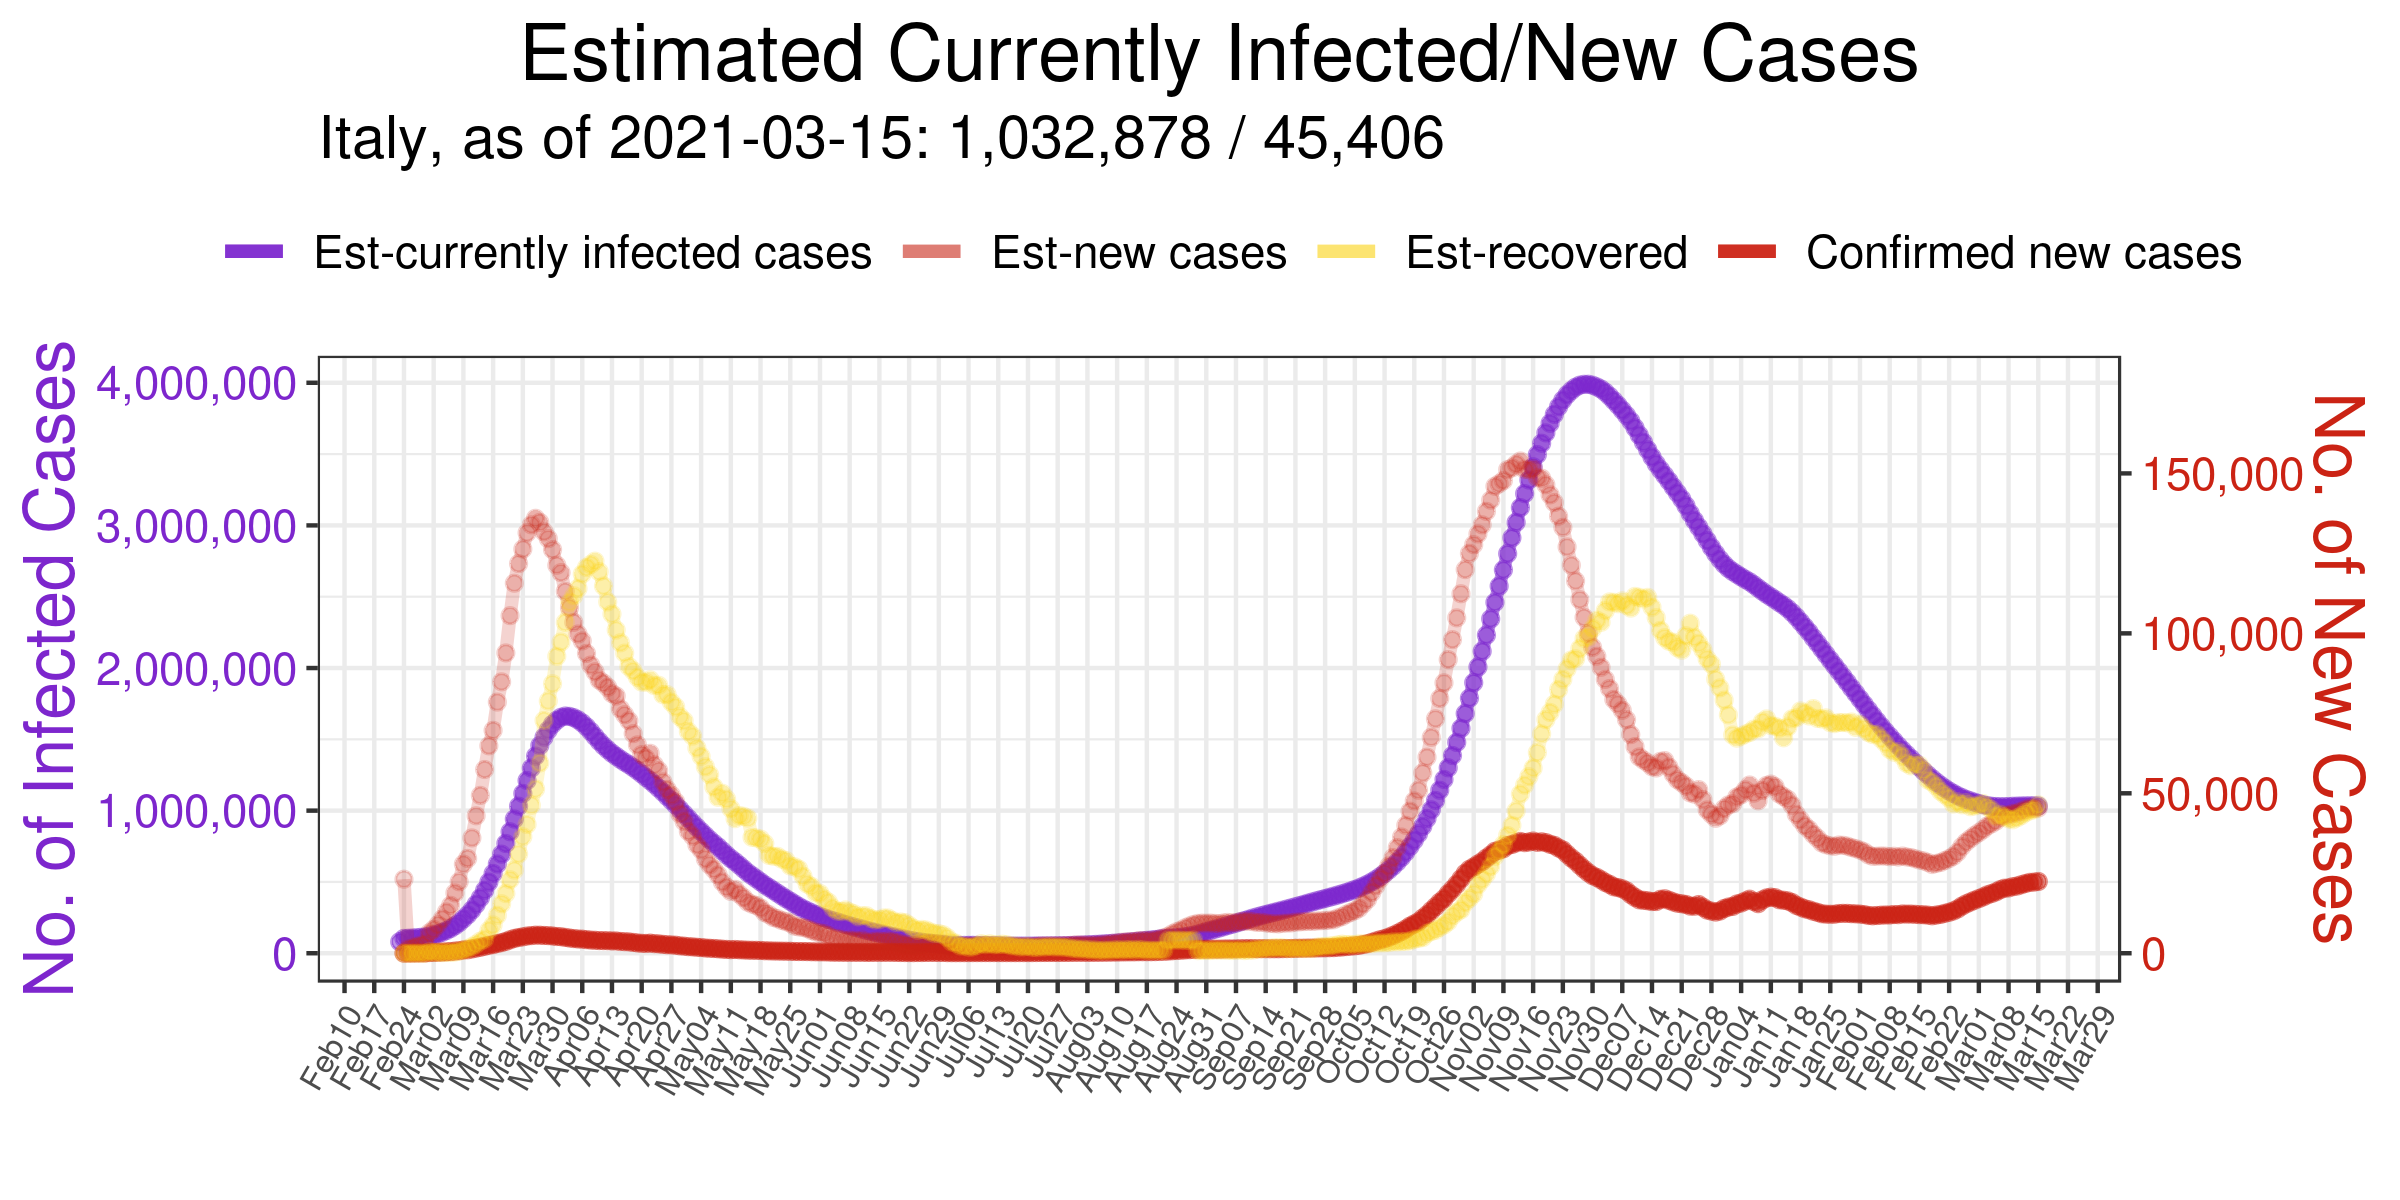 Estimated Currently Infected/New Cases
Italy, as of 2021-03-15: 1,032,878 / 45,406
Est-currently infected cases Est-new cases Est-recovered Confirmed new cases
No. of Infected Cases
4,000,000
3,000,000
2,000,000
1,000,000
0
150,000
100,000
50,000
0
No. of New Cases
Feb10 Feb17 Feb24 Mar02 Mar09 Mar16 Mar23 Mar30 Apr06 Apr13 Apr20 Apr27 May04 May11 May18 May25 Jun01 Jun08 Jun15 Jun22 Jun29 Jul06 Jul13 Jul20 Jul27 Aug03 Aug10 Aug17 Aug24 Aug31 Sep07 Sep14 Sep21 Sep28 Oct05 Oct12 Oct19 Oct26 Nov02 Nov09 Nov16 Nov23 Nov30 Dec07 Dec14 Dec21 Dec28 Jan04 Jan11 Jan18 Jan25 Feb01 Feb08 Feb15 Feb22 Mar01 Mar08 Mar15 Mar22 Mar29